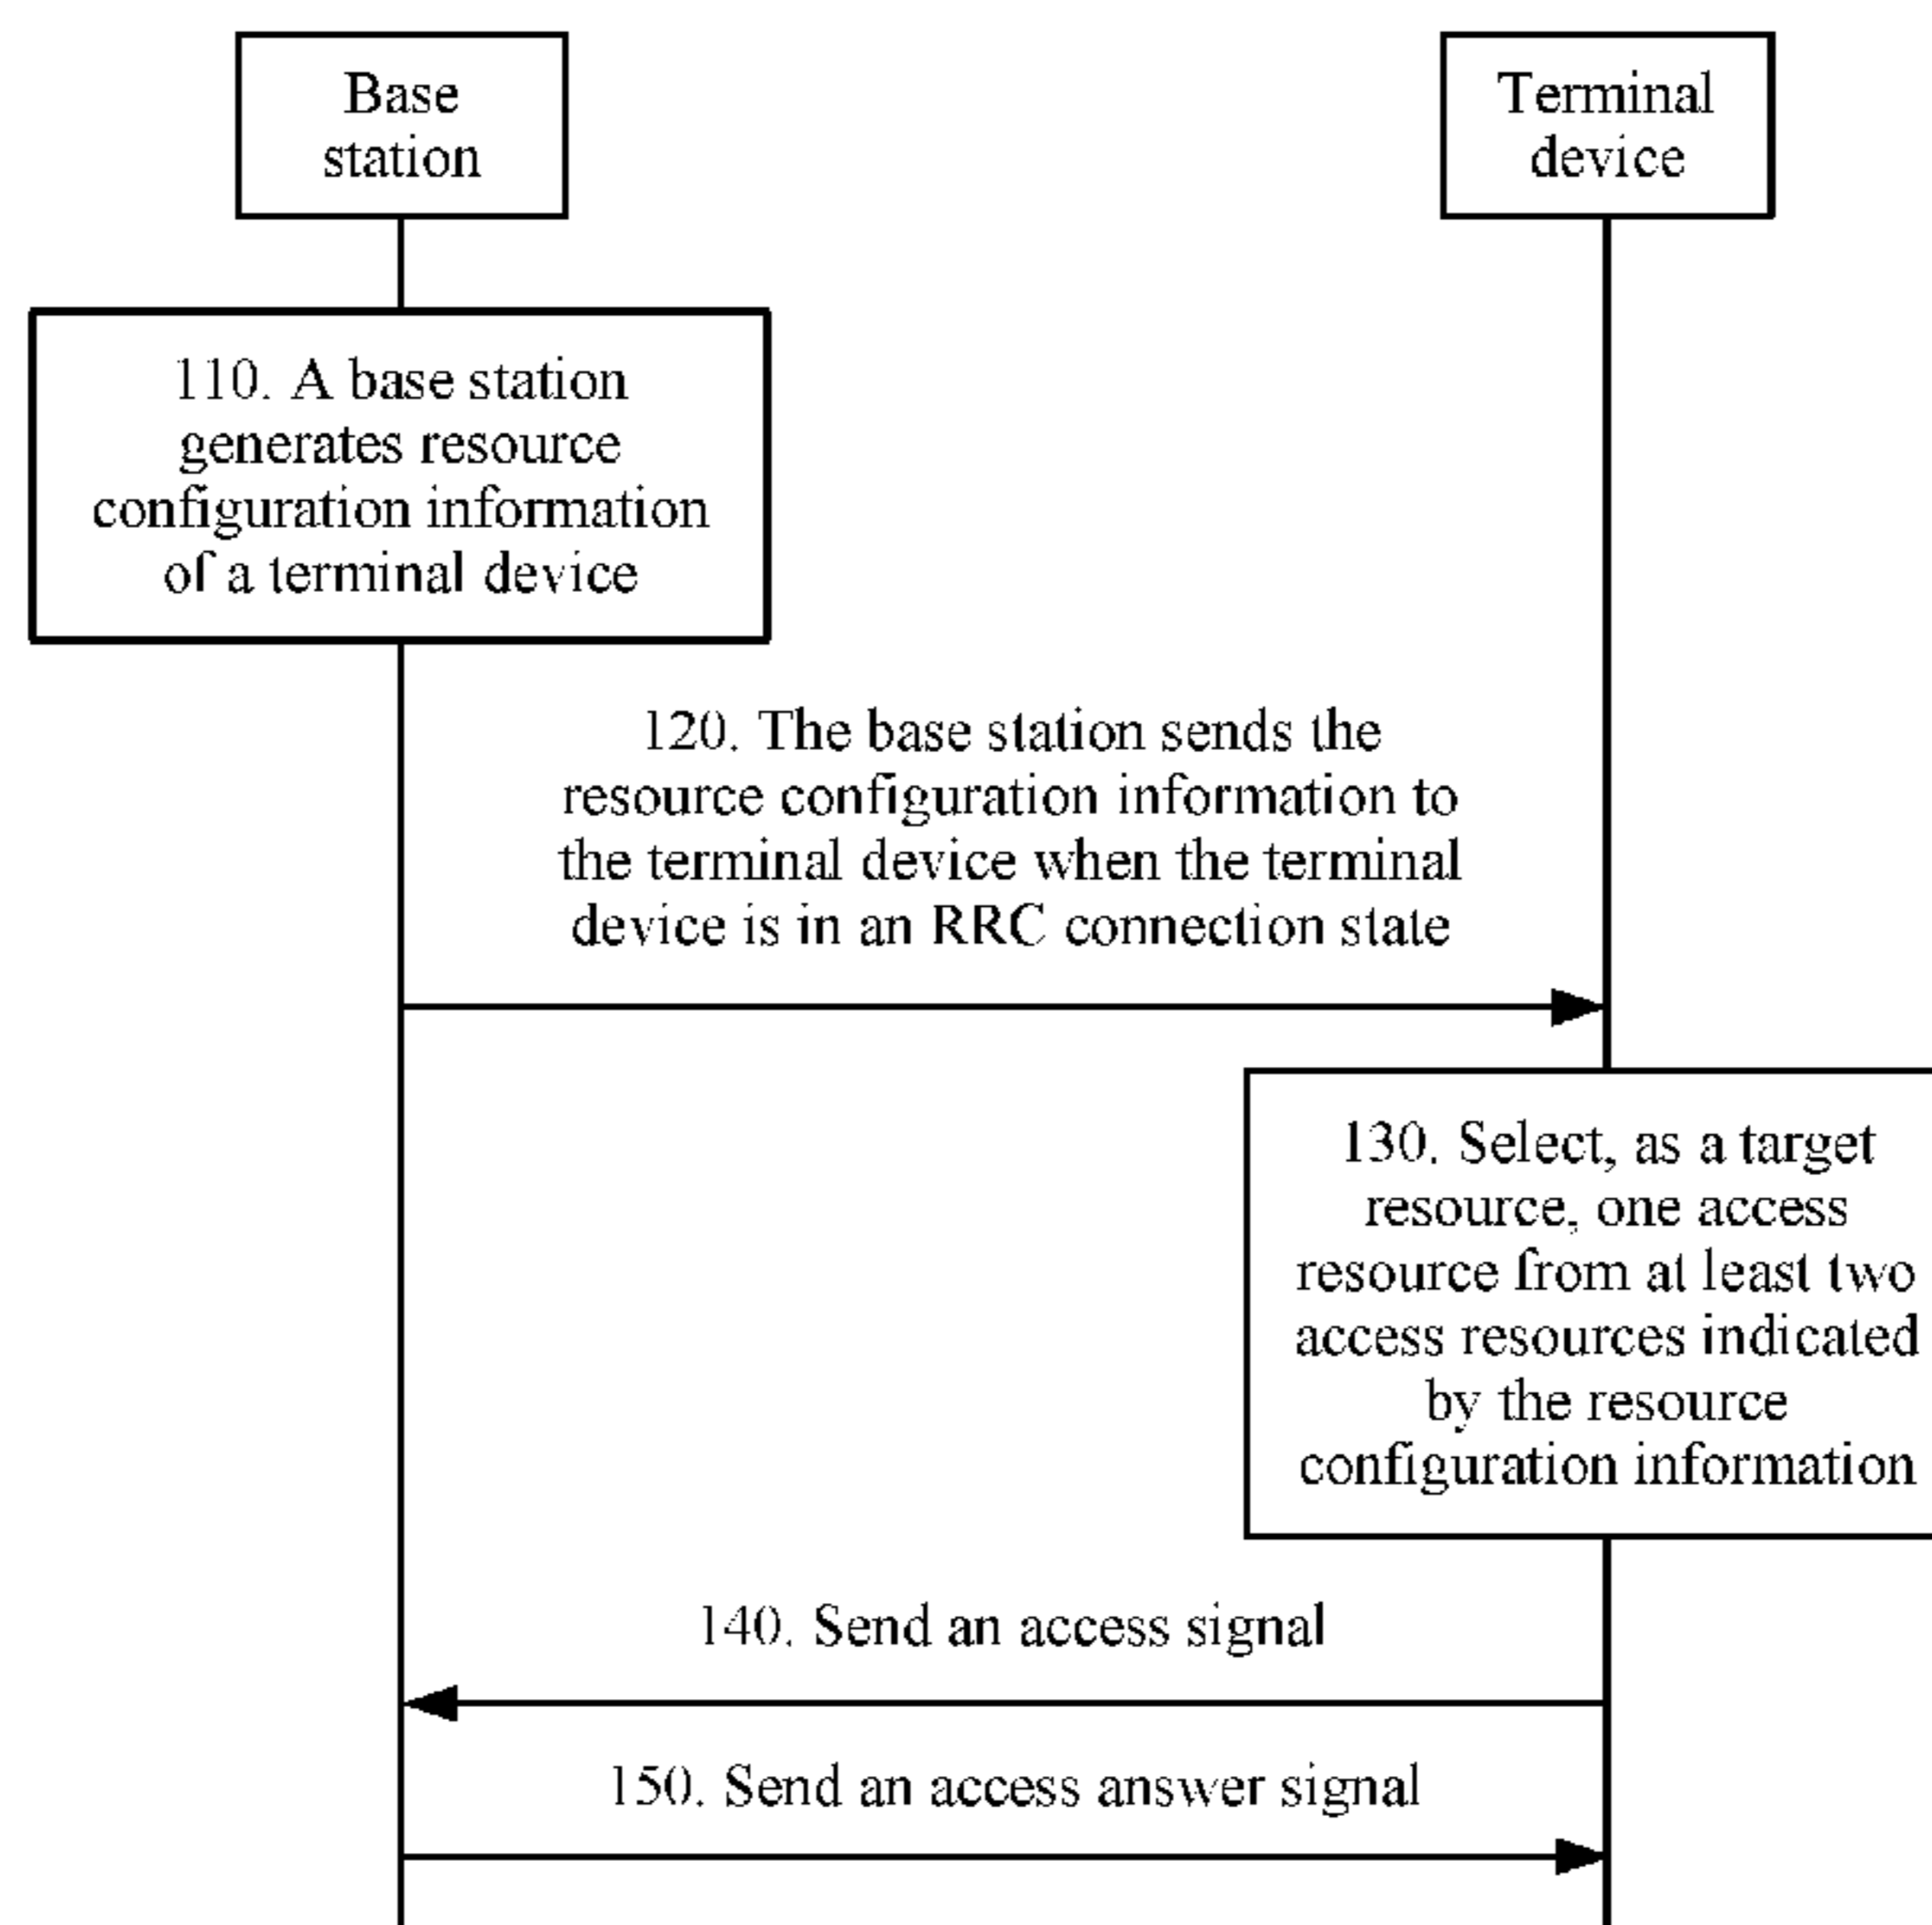 Base
station
Terminal
device
110. A base station
generates resource
configuration information
of a terminal device
120. The base station sends the
resource configuration information to
the terminal device when the terminal
device is in an RRC connection state
130. Select, as a target
resource, one access
resource from at least two
access resources indicated
by the resource
configuration information
140. Send an access signal
150. Send an access answer signal